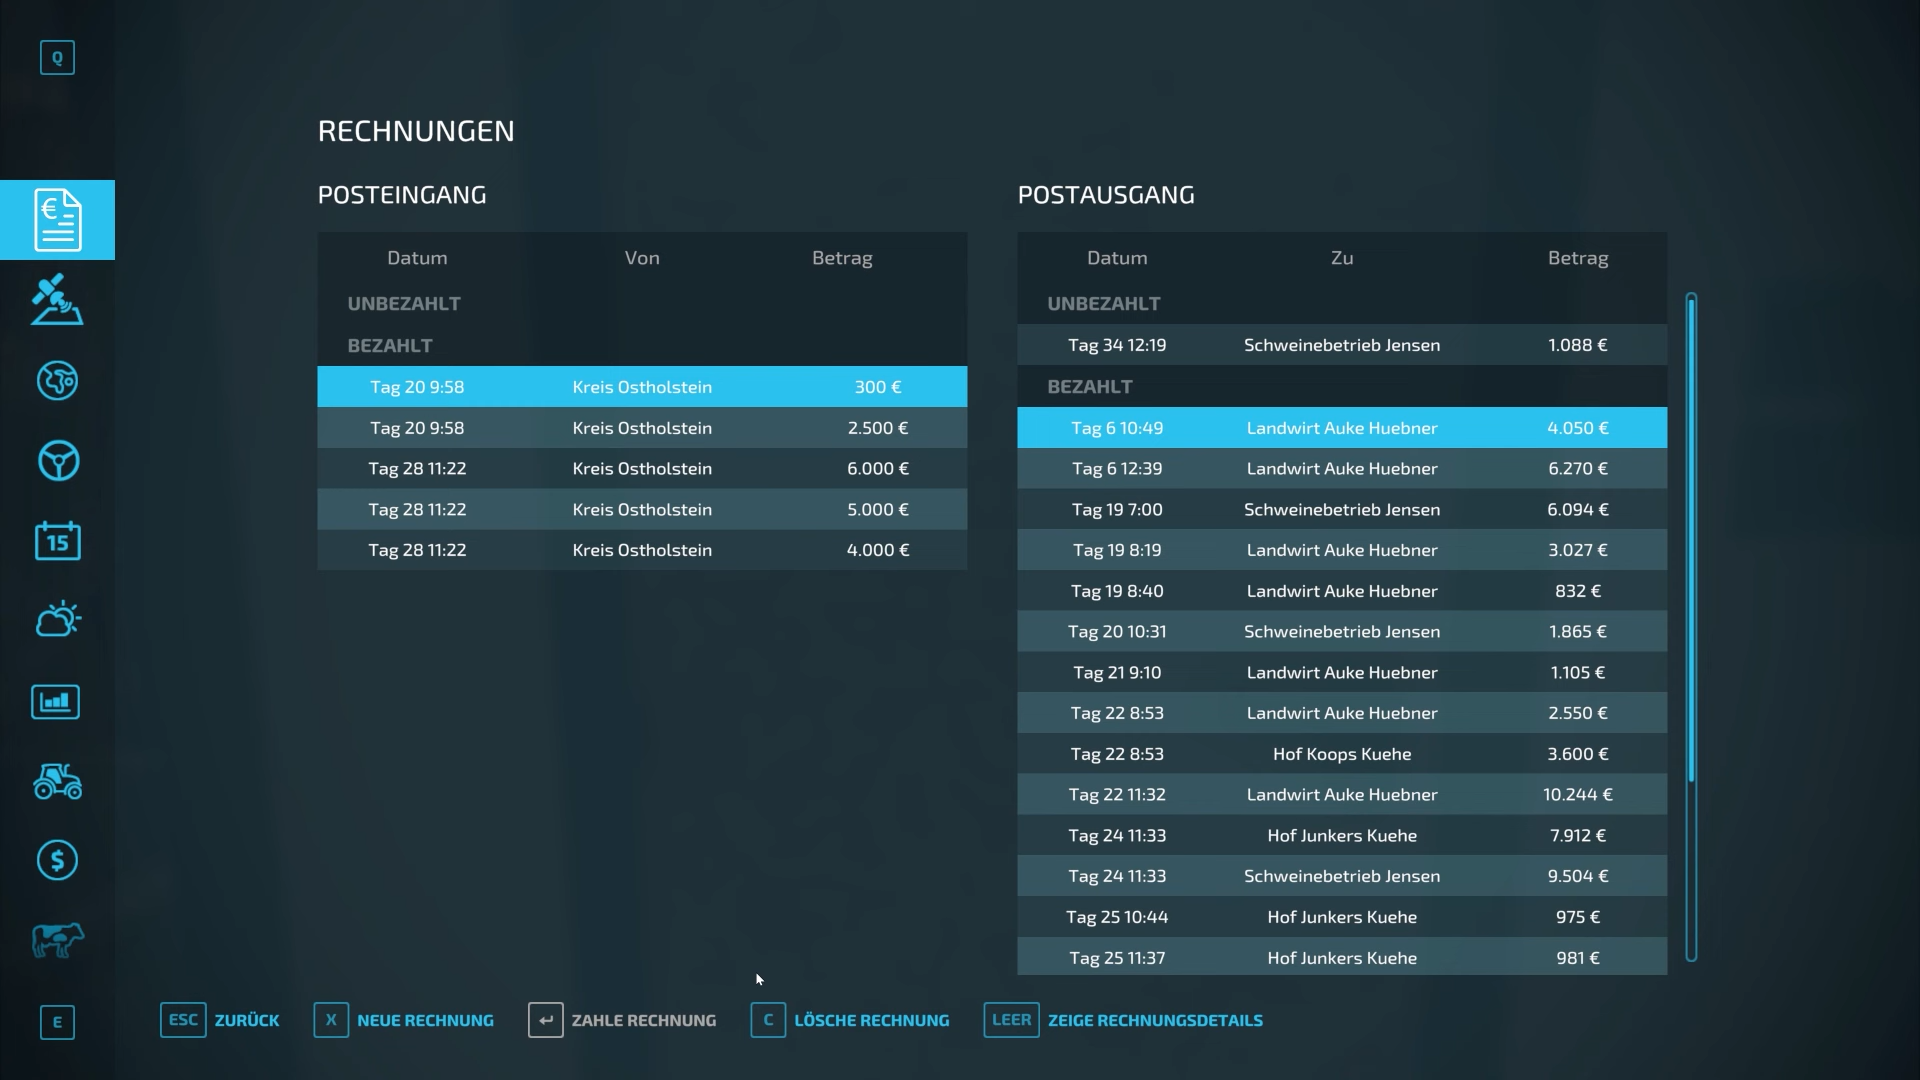 Q
RECHNUNGEN
POSTEINGANG
Datum Von Betrag
UNBEZAHLT
BEZAHLT
Tag 20 9:58 Kreis Ostholstein 300 €
Tag 20 9:58 Kreis Ostholstein 2.500 €
Tag 28 11:22 Kreis Ostholstein 6.000 €
Tag 28 11:22 Kreis Ostholstein 5.000 €
Tag 28 11:22 Kreis Ostholstein 4.000 €
POSTAUSGANG
Datum Zu Betrag
UNBEZAHLT
Tag 34 12:19 Schweinebetrieb Jensen 1.088 €
BEZAHLT
Tag 6 10:49 Landwirt Auke Huebner 4.050 €
Tag 6 12:39 Landwirt Auke Huebner 6.270 €
Tag 19 7:00 Schweinebetrieb Jensen 6.094 €
Tag 19 8:19 Landwirt Auke Huebner 3.027 €
Tag 19 8:40 Landwirt Auke Huebner 832 €
Tag 20 10:31 Schweinebetrieb Jensen 1.865 €
Tag 21 9:10 Landwirt Auke Huebner 1.105 €
Tag 22 8:53 Landwirt Auke Huebner 2.550 €
Tag 22 8:53 Hof Koops Kuehe 3.600 €
Tag 22 11:32 Landwirt Auke Huebner 10.244 €
Tag 24 11:33 Hof Junkers Kuehe 7.912 €
Tag 24 11:33 Schweinebetrieb Jensen 9.504 €
Tag 25 10:44 Hof Junkers Kuehe 975 €
Tag 25 11:37 Hof Junkers Kuehe 981 €
€
15
$
E
ESC ZURÜCK X NEUE RECHNUNG ↵ ZAHLE RECHNUNG C LÖSCHE RECHNUNG LEER ZEIGE RECHNUNGSDETAILS